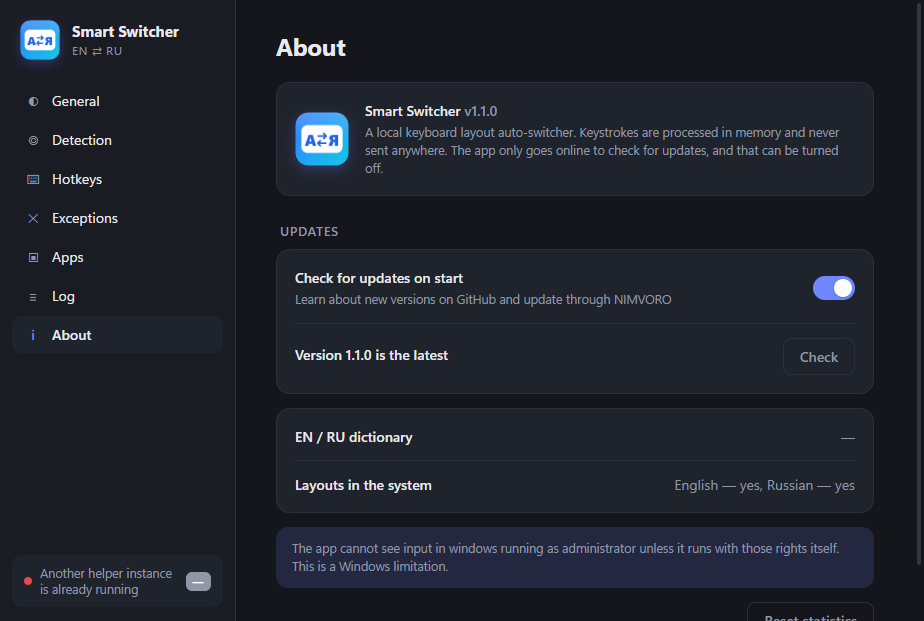 A⇄Я
Smart Switcher
EN ⇄ RU
General
Detection
Hotkeys
Exceptions
Apps
Log
i About
Another helper instance
is already running
—
About
A⇄Я
Smart Switcher v1.1.0
A local keyboard layout auto-switcher. Keystrokes are processed in memory and never
sent anywhere. The app only goes online to check for updates, and that can be turned
off.
UPDATES
Check for updates on start
Learn about new versions on GitHub and update through NIMVORO
Version 1.1.0 is the latest
Check
EN / RU dictionary
—
Layouts in the system
English — yes, Russian — yes
The app cannot see input in windows running as administrator unless it runs with those rights itself.
This is a Windows limitation.
Reset statistics